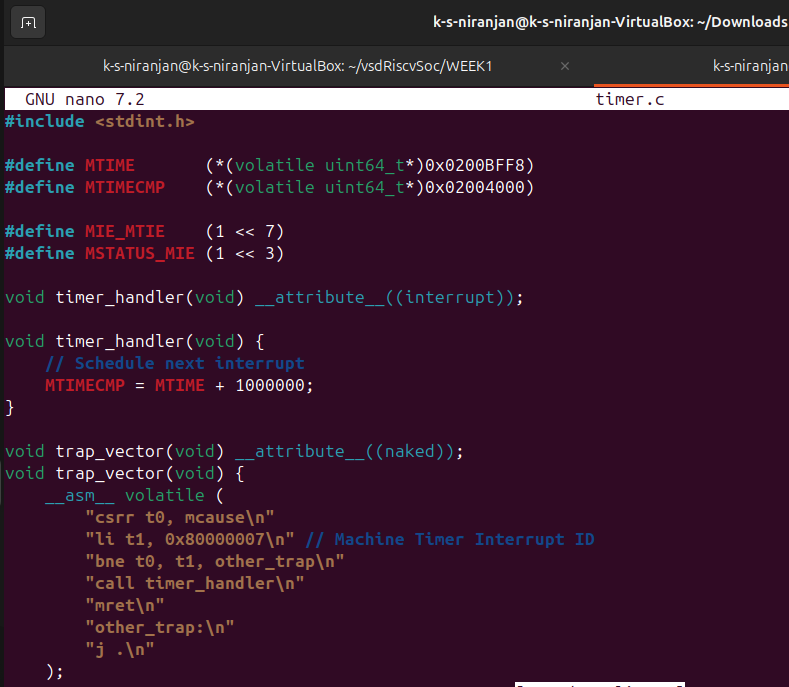 k-s-niranjan@k-s-niranjan-VirtualBox: ~/Downloads
k-s-niranjan@k-s-niranjan-VirtualBox: ~/vsdRiscvSoc/WEEK1 × k-s-niranjan
GNU nano 7.2 timer.c
#include <stdint.h>
#define MTIME (*(volatile uint64_t*)0x0200BFF8)
#define MTIMECMP (*(volatile uint64_t*)0x02004000)
#define MIE_MTIE (1 << 7)
#define MSTATUS_MIE (1 << 3)
void timer_handler(void) __attribute__((interrupt));
void timer_handler(void) {
// Schedule next interrupt
MTIMECMP = MTIME + 1000000;
}
void trap_vector(void) __attribute__((naked));
void trap_vector(void) {
__asm__ volatile (
"csrr t0, mcause\n"
"li t1, 0x80000007\n" // Machine Timer Interrupt ID
"bne t0, t1, other_trap\n"
"call timer_handler\n"
"mret\n"
"other_trap:\n"
"j .\n"
);